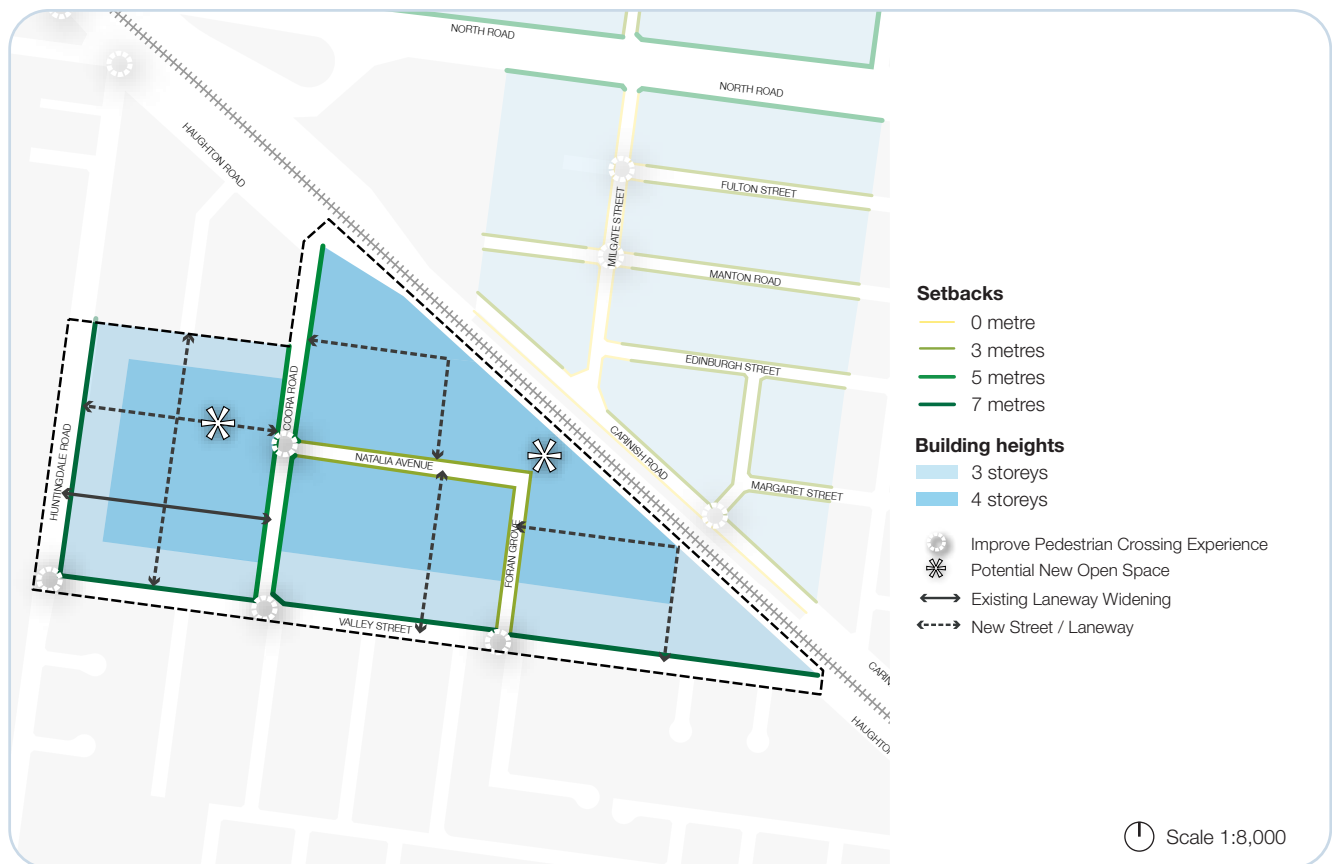 NORTH ROAD
NORTH ROAD
HAUGHTON ROAD
FULTON STREET
MILGATE STREET
MANTON ROAD
EDINBURGH STREET
COORA ROAD
CARINISH ROAD
NATALIA AVENUE
MARGARET STREET
HUNTINGDALE ROAD
FORAN GROVE
VALLEY STREET
CARIN
HAUGHTO
Setbacks
0 metre
3 metres
5 metres
7 metres
Building heights
3 storeys
4 storeys
Improve Pedestrian Crossing Experience
Potential New Open Space
Existing Laneway Widening
New Street / Laneway
Scale 1:8,000